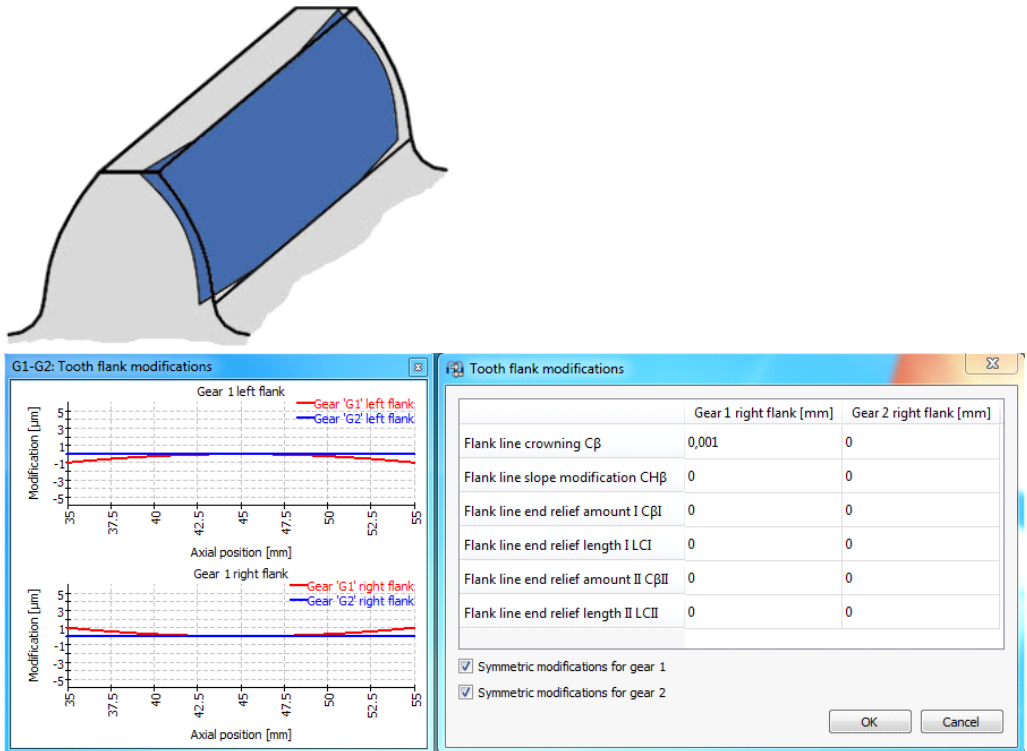 G1-G2: Tooth flank modifications
Gear 1 left flank
Gear 'G1' left flank
Gear 'G2' left flank
Modification [µm]
5
3
1
-1
-3
-5
35
37.5
40
42.5
45
47.5
50
52.5
55
Axial position [mm]
Gear 1 right flank
Gear 'G1' right flank
Gear 'G2' right flank
Modification [µm]
5
3
1
-1
-3
-5
35
37.5
40
42.5
45
47.5
50
52.5
55
Axial position [mm]
Tooth flank modifications
Gear 1 right flank [mm] Gear 2 right flank [mm]
Flank line crowning Cβ 0,001 0
Flank line slope modification CHβ 0 0
Flank line end relief amount I CβI 0 0
Flank line end relief length I LCI 0 0
Flank line end relief amount II CβII 0 0
Flank line end relief length II LCII 0 0
Symmetric modifications for gear 1
Symmetric modifications for gear 2
OK Cancel